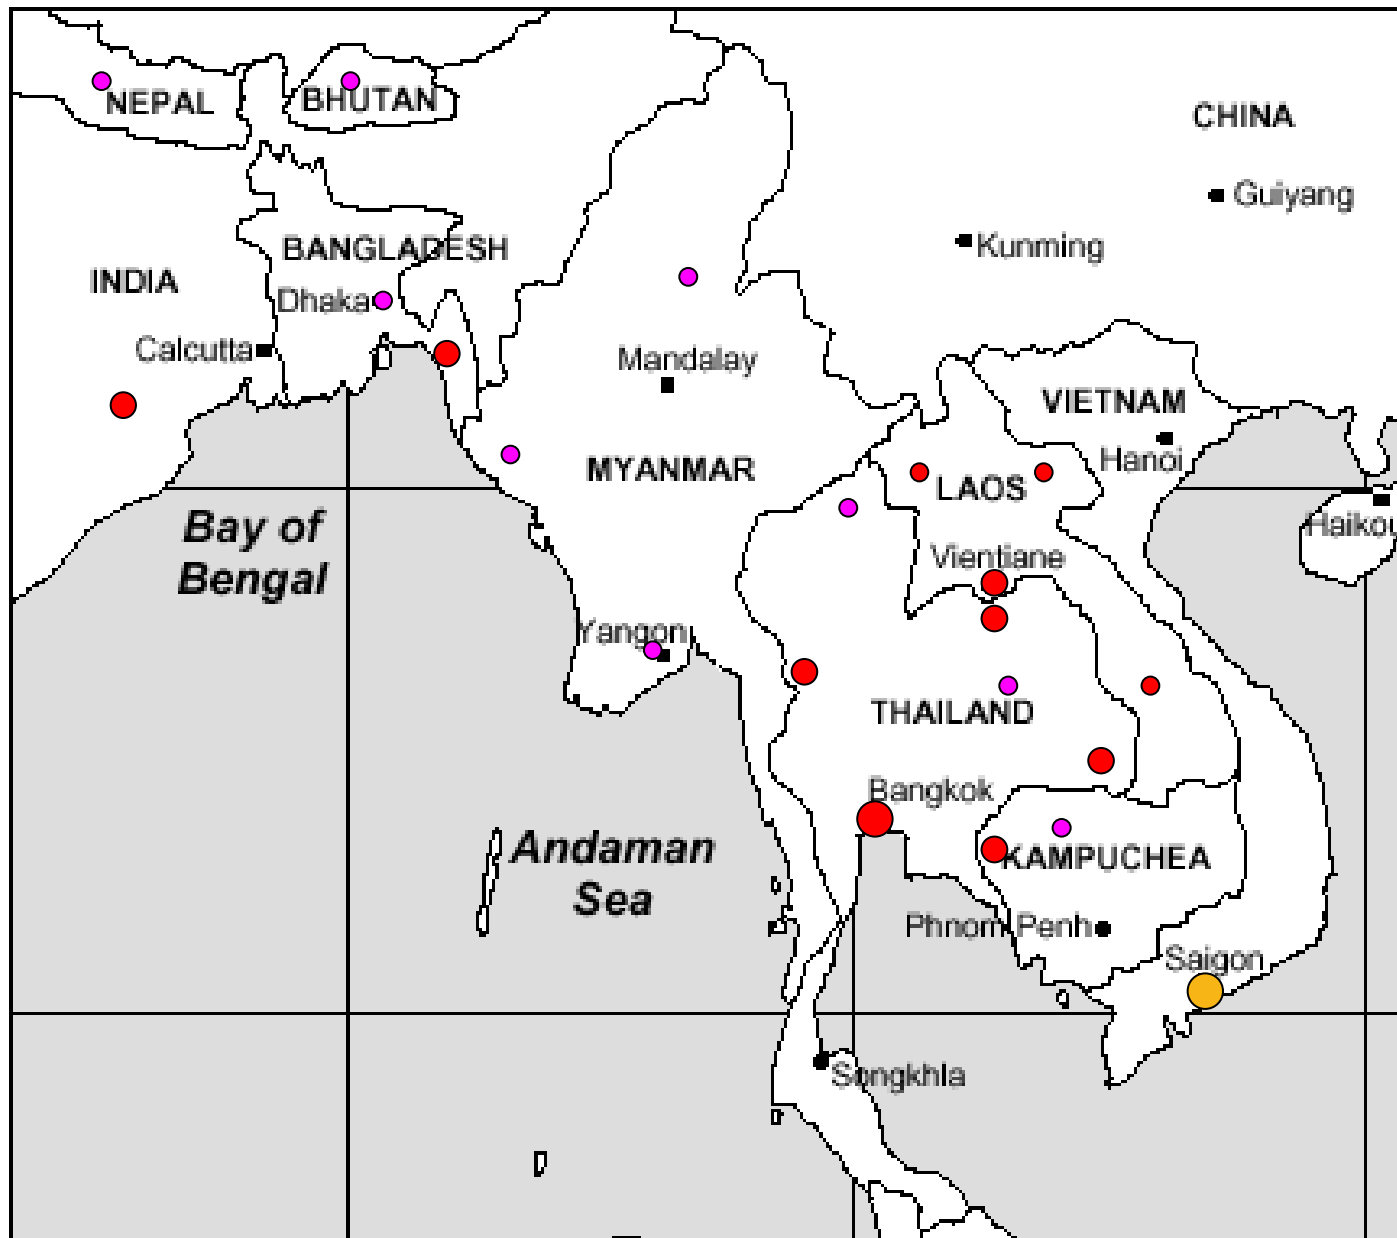 NEPAL
BHUTAN
CHINA
Guiyang
BANGLADESH
Kunming
INDIA
Dhaka
Calcutta
Mandalay
VIETNAM
Hanoi
MYANMAR
LAOS
Bay of
Bengal
Haikou
Vientiane
Yangon
THAILAND
Bangkok
Andaman
Sea
KAMPUCHEA
Phnom Penh
Saigon
Songkhla